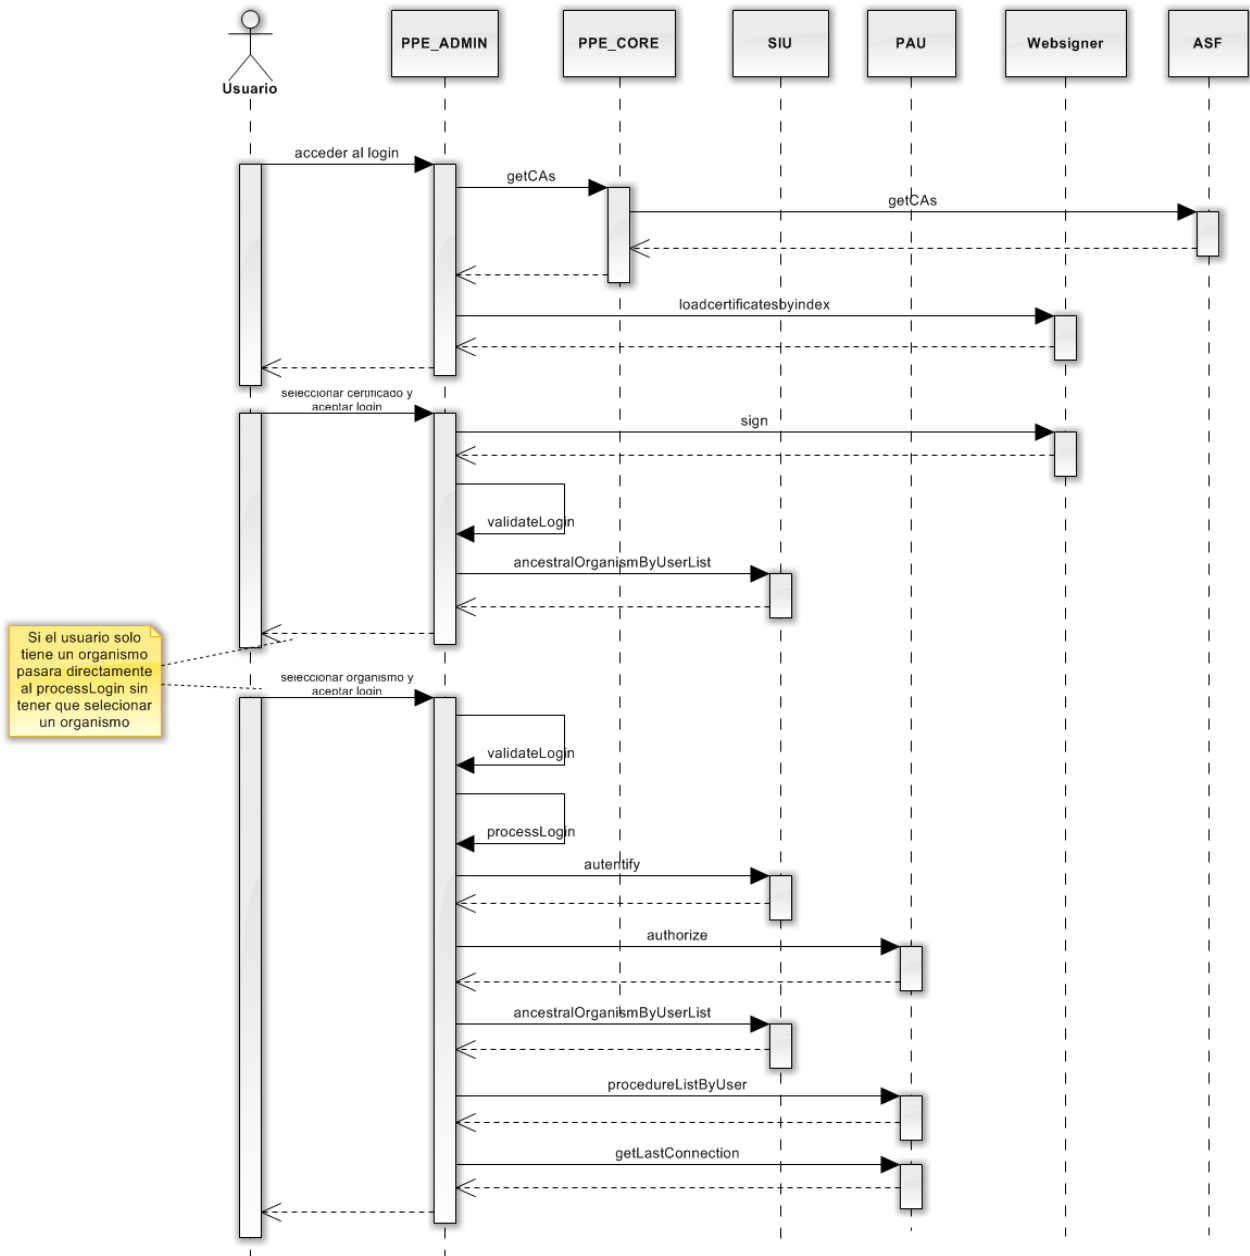 Usuario
PPE_ADMIN
PPE_CORE
SIU
PAU
Websigner
ASF
acceder al login
getCAs
getCAs
loadcertificatesbyindex
seleccionar certificado y
aceptar login
sign
validateLogin
ancestralOrganismByUserList
Si el usuario solo
tiene un organismo
pasara directamente
al processLogin sin
tener que selecionar
un organismo
seleccionar organismo y
aceptar login
validateLogin
processLogin
autentify
authorize
ancestralOrganismByUserList
procedureListByUser
getLastConnection